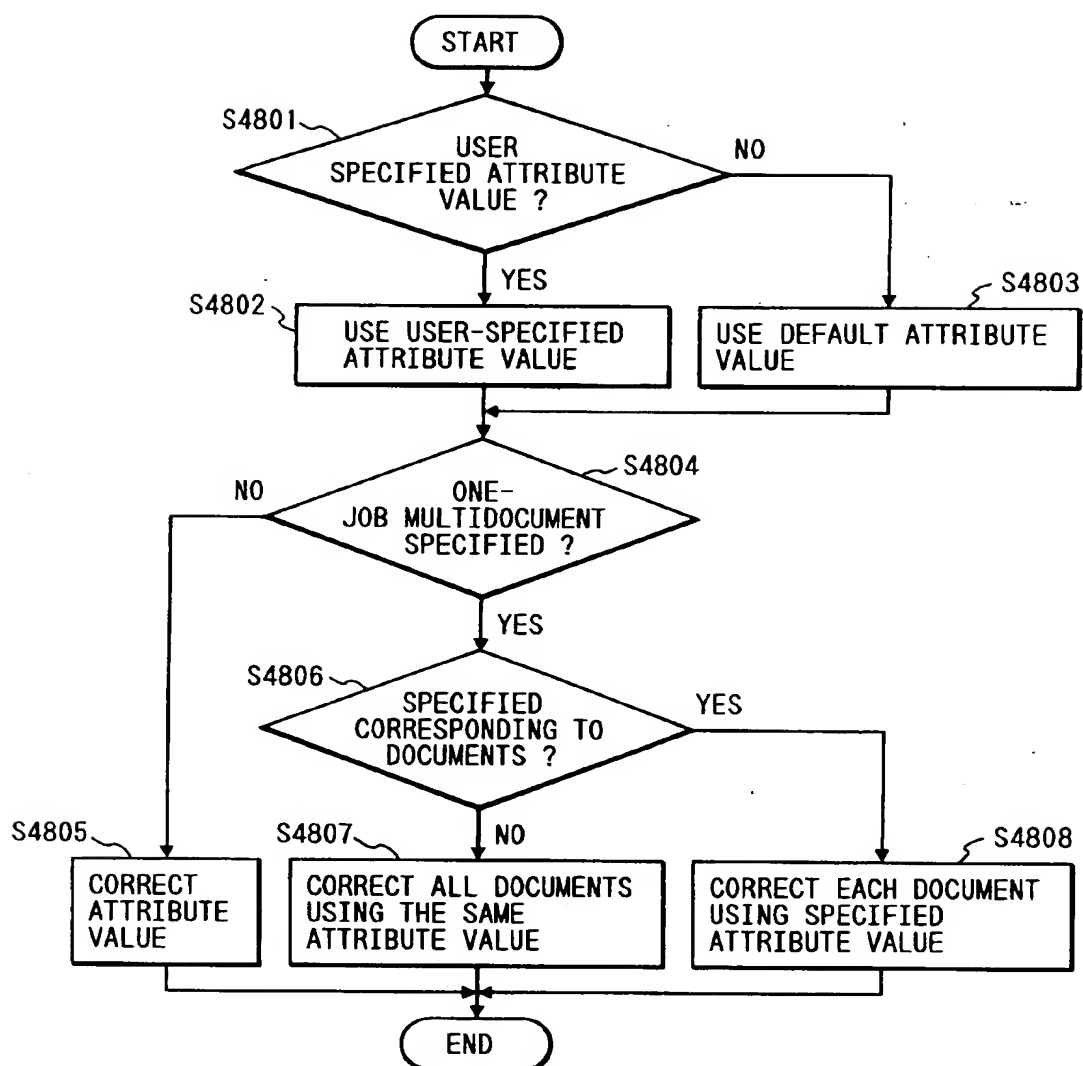 START
S4801
USER
SPECIFIED ATTRIBUTE
VALUE ?
NO
YES
S4802
USE USER-SPECIFIED
ATTRIBUTE VALUE
S4803
USE DEFAULT ATTRIBUTE
VALUE
S4804
NO
ONE-
JOB MULTIDOCUMENT
SPECIFIED ?
YES
S4806
SPECIFIED
CORRESPONDING TO
DOCUMENTS ?
YES
NO
S4805
CORRECT
ATTRIBUTE
VALUE
S4807
CORRECT ALL DOCUMENTS
USING THE SAME
ATTRIBUTE VALUE
S4808
CORRECT EACH DOCUMENT
USING SPECIFIED
ATTRIBUTE VALUE
END